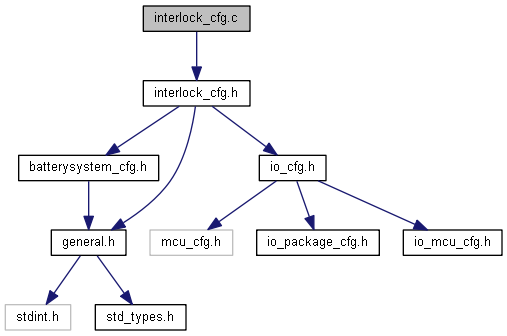 interlock_cfg.c
interlock_cfg.h
batterysystem_cfg.h
io_cfg.h
general.h
mcu_cfg.h
io_package_cfg.h
io_mcu_cfg.h
stdint.h
std_types.h